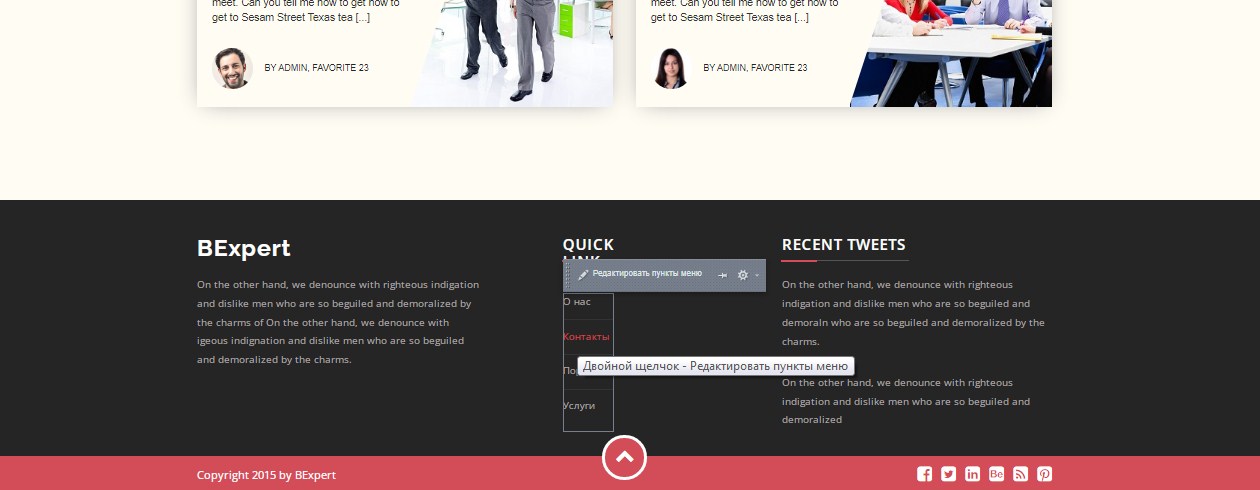 meet. Can you tell me how to get how to
get to Sesam Street Texas tea [...]
BY ADMIN, FAVORITE 23
meet. Can you tell me how to get how to
get to Sesam Street Texas tea [...]
BY ADMIN, FAVORITE 23
BExpert
On the other hand, we denounce with righteous indignation
and dislike men who are so beguiled and demoralized by
the charms of On the other hand, we denounce with
igeous indignation and dislike men who are so beguiled
and demoralized by the charms.
QUICK
Редактировать пункты меню
О нас
Контакты
Двойной щелчок - Редактировать пункты меню
Услуги
RECENT TWEETS
On the other hand, we denounce with righteous
indignation and dislike men who are so beguiled and
demoraln who are so beguiled and demoralized by the
charms.
On the other hand, we denounce with righteous
indignation and dislike men who are so beguiled and
demoralized
Copyright 2015 by BExpert
Bē